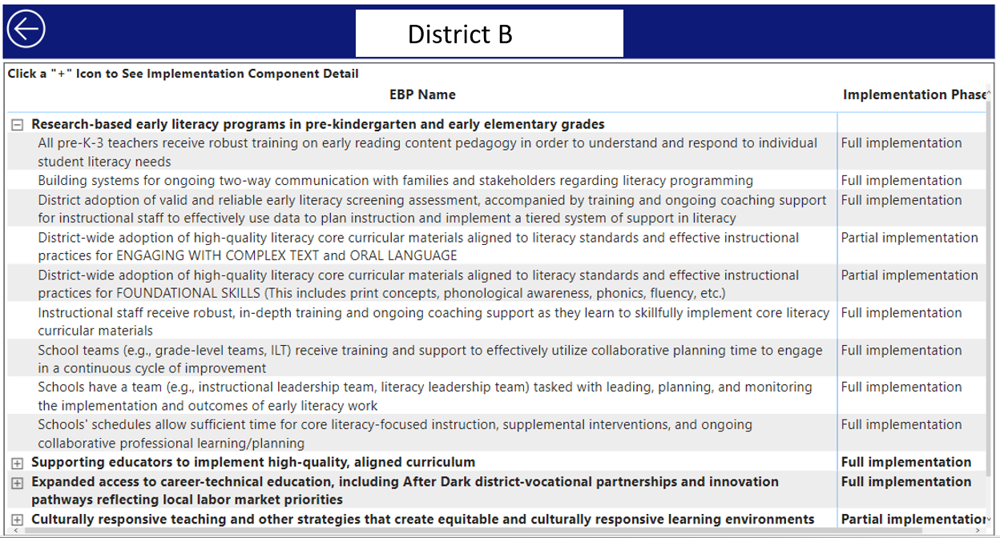 District B
Click a "+" Icon to See Implementation Component Detail
EBP Name
Implementation Phase
Research-based early literacy programs in pre-kindergarten and early elementary grades
All pre-K-3 teachers receive robust training on early reading content pedagogy in order to understand and respond to individual
student literacy needs
Full implementation
Building systems for ongoing two-way communication with families and stakeholders regarding literacy programming
Full implementation
District adoption of valid and reliable early literacy screening assessment, accompanied by training and ongoing coaching support
for instructional staff to effectively use data to plan instruction and implement a tiered system of support in literacy
Full implementation
District-wide adoption of high-quality literacy core curricular materials aligned to literacy standards and effective instructional
practices for ENGAGING WITH COMPLEX TEXT and ORAL LANGUAGE
Partial implementation
District-wide adoption of high-quality literacy core curricular materials aligned to literacy standards and effective instructional
practices for FOUNDATIONAL SKILLS (This includes print concepts, phonological awareness, phonics, fluency, etc.)
Partial implementation
Instructional staff receive robust, in-depth training and ongoing coaching support as they learn to skillfully implement core literacy
curricular materials
Full implementation
School teams (e.g., grade-level teams, ILT) receive training and support to effectively utilize collaborative planning time to engage
in a continuous cycle of improvement
Full implementation
Schools have a team (e.g., instructional leadership team, literacy leadership team) tasked with leading, planning, and monitoring
the implementation and outcomes of early literacy work
Full implementation
Schools' schedules allow sufficient time for core literacy-focused instruction, supplemental interventions, and ongoing
collaborative professional learning/planning
Full implementation
Supporting educators to implement high-quality, aligned curriculum
Full implementation
Expanded access to career-technical education, including After Dark district-vocational partnerships and innovation
pathways reflecting local labor market priorities
Full implementation
Culturally responsive teaching and other strategies that create equitable and culturally responsive learning environments
Partial implementation